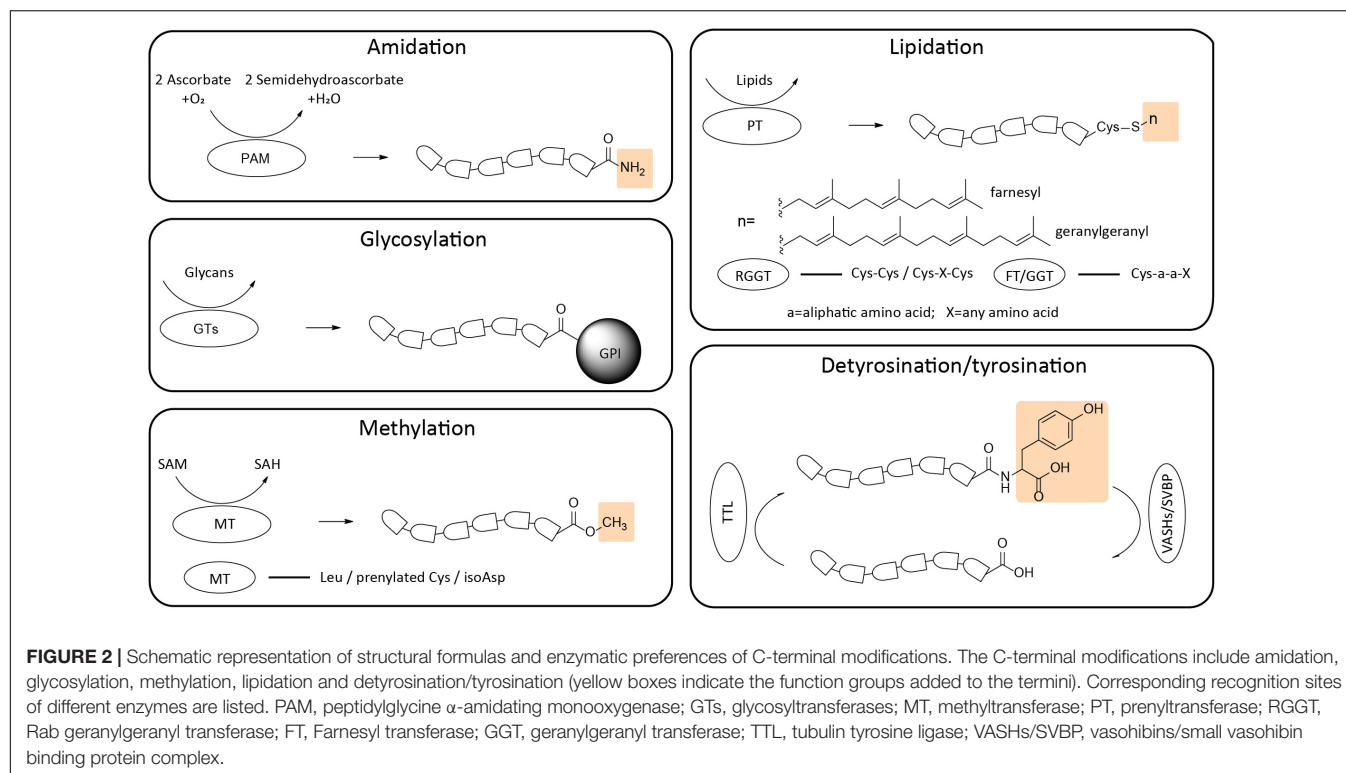 Amidation
2 Ascorbate 2 Semidehydroascorbate
+O₂ +H₂O
PAM
O
NH₂
Glycosylation
Glycans
GTs
O
GPI
Methylation
SAM SAH
MT
O
O
CH₃
MT Leu / prenylated Cys / isoAsp
Lipidation
Lipids
PT
Cys S n
n=
farnesyl
geranylgeranyl
RGGT Cys-Cys / Cys-X-Cys FT/GGT Cys-a-a-X
a=aliphatic amino acid; X=any amino acid
Detyrosination/tyrosination
OH
O
N
H
OH
O
TTL
VASHs/SVBP
O
OH
FIGURE 2 | Schematic representation of structural formulas and enzymatic preferences of C-terminal modifications. The C-terminal modifications include amidation,
glycosylation, methylation, lipidation and detyrosination/tyrosination (yellow boxes indicate the function groups added to the termini). Corresponding recognition sites
of different enzymes are listed. PAM, peptidylglycine α-amidating monooxygenase; GTs, glycosyltransferases; MT, methyltransferase; PT, prenyltransferase; RGGT,
Rab geranylgeranyl transferase; FT, Farnesyl transferase; GGT, geranylgeranyl transferase; TTL, tubulin tyrosine ligase; VASHs/SVBP, vasohibins/small vasohibin
binding protein complex.